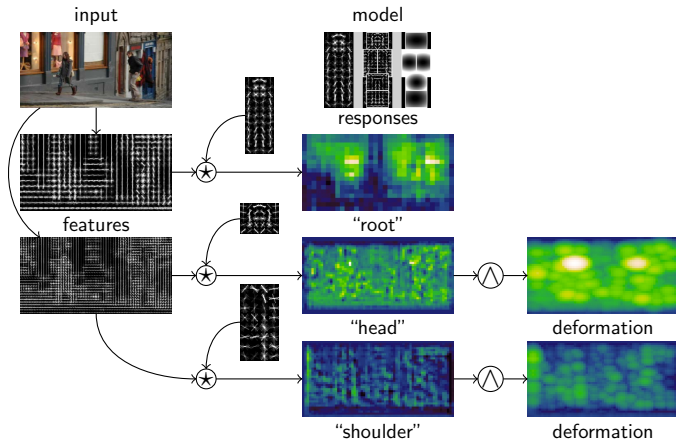 input
model
responses
features
“root”
“head”
deformation
“shoulder”
deformation